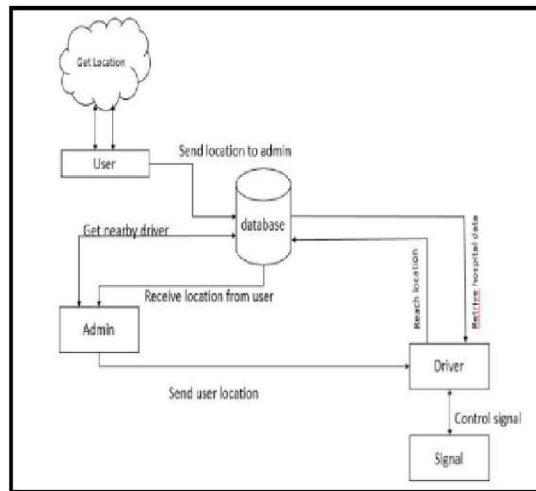 Get Location
User
Send location to admin
database
Get nearby driver
Receive location from user
Admin
Send user location
Reach location
Retrive hospital data
Driver
Control signal
Signal